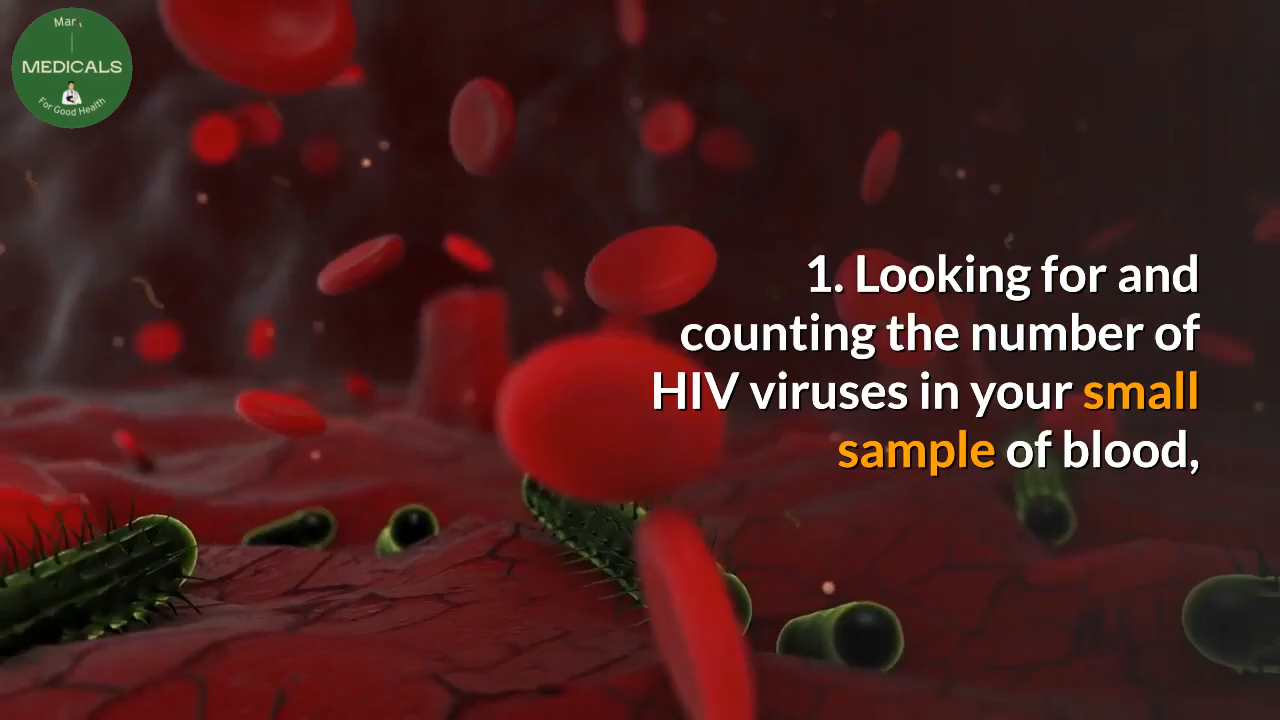 MEDICALS
For Good Health
1. Looking for and
counting the number of
HIV viruses in your small
sample of blood,